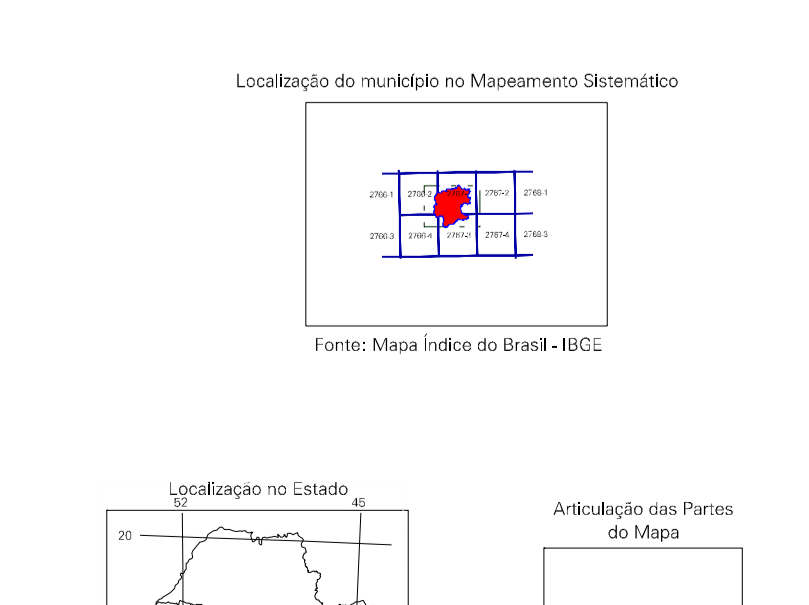 Localização do município no Mapeamento Sistemático
2766-1 2766-2 2767-2 2768-1
2766-3 2766-4 2767-3 2767-4 2768-3
Fonte: Mapa Índice do Brasil - IBGE
Localização no Estado
52 45
20
Articulação das Partes
do Mapa